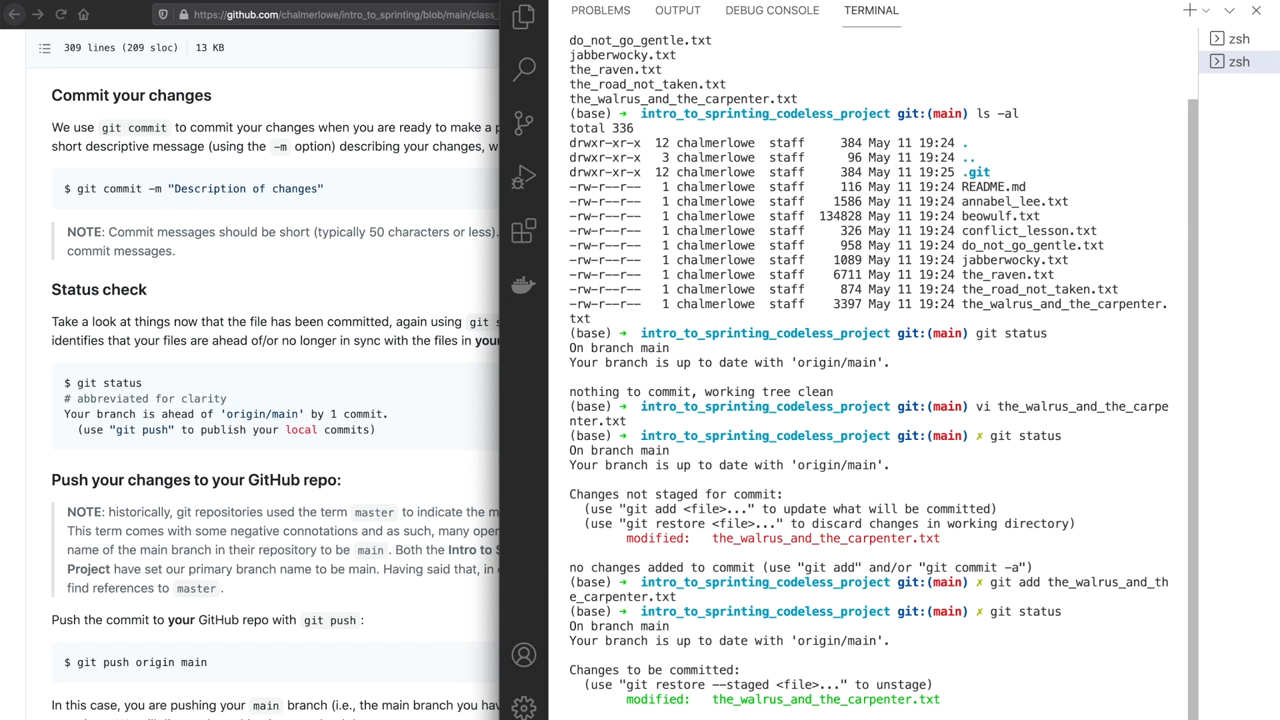 https://github.com/chalmerlowe/intro_to_sprinting/blob/main/class_
309 lines (209 sloc) 13 KB
Commit your changes
We use git commit to commit your changes when you are ready to make a p
short descriptive message (using the -m option) describing your changes, w
$ git commit -m "Description of changes"
NOTE: Commit messages should be short (typically 50 characters or less).
commit messages.
Status check
Take a look at things now that the file has been committed, again using git s
identifies that your files are ahead of/or no longer in sync with the files in your
$ git status
# abbreviated for clarity
Your branch is ahead of 'origin/main' by 1 commit.
(use "git push" to publish your local commits)
Push your changes to your GitHub repo:
NOTE: historically, git repositories used the term master to indicate the m
This term comes with some negative connotations and as such, many oper
name of the main branch in their repository to be main. Both the Intro to S
Project have set our primary branch name to be main. Having said that, in
find references to master.
Push the commit to your GitHub repo with git push:
$ git push origin main
In this case, you are pushing your main branch (i.e., the main branch you hav
PROBLEMS OUTPUT DEBUG CONSOLE TERMINAL
do_not_go_gentle.txt
jabberwocky.txt
the_raven.txt
the_road_not_taken.txt
the_walrus_and_the_carpenter.txt
(base) ➜ intro_to_sprinting_codeless_project git:(main) ls -al
total 336
drwxr-xr-x 12 chalmerlowe staff 384 May 11 19:24 .
drwxr-xr-x 3 chalmerlowe staff 96 May 11 19:24 ..
drwxr-xr-x 12 chalmerlowe staff 384 May 11 19:25 .git
-rw-r--r-- 1 chalmerlowe staff 116 May 11 19:24 README.md
-rw-r--r-- 1 chalmerlowe staff 1586 May 11 19:24 annabel_lee.txt
-rw-r--r-- 1 chalmerlowe staff 134828 May 11 19:24 beowulf.txt
-rw-r--r-- 1 chalmerlowe staff 326 May 11 19:24 conflict_lesson.txt
-rw-r--r-- 1 chalmerlowe staff 958 May 11 19:24 do_not_go_gentle.txt
-rw-r--r-- 1 chalmerlowe staff 1089 May 11 19:24 jabberwocky.txt
-rw-r--r-- 1 chalmerlowe staff 6711 May 11 19:24 the_raven.txt
-rw-r--r-- 1 chalmerlowe staff 874 May 11 19:24 the_road_not_taken.txt
-rw-r--r-- 1 chalmerlowe staff 3397 May 11 19:24 the_walrus_and_the_carpenter.
txt
(base) ➜ intro_to_sprinting_codeless_project git:(main) git status
On branch main
Your branch is up to date with 'origin/main'.
nothing to commit, working tree clean
(base) ➜ intro_to_sprinting_codeless_project git:(main) vi the_walrus_and_the_carpe
nter.txt
(base) ➜ intro_to_sprinting_codeless_project git:(main) ✗ git status
On branch main
Your branch is up to date with 'origin/main'.
Changes not staged for commit:
(use "git add <file>..." to update what will be committed)
(use "git restore <file>..." to discard changes in working directory)
modified: the_walrus_and_the_carpenter.txt
no changes added to commit (use "git add" and/or "git commit -a")
(base) ➜ intro_to_sprinting_codeless_project git:(main) ✗ git add the_walrus_and_th
e_carpenter.txt
(base) ➜ intro_to_sprinting_codeless_project git:(main) ✗ git status
On branch main
Your branch is up to date with 'origin/main'.
Changes to be committed:
(use "git restore --staged <file>..." to unstage)
modified: the_walrus_and_the_carpenter.txt
zsh
zsh